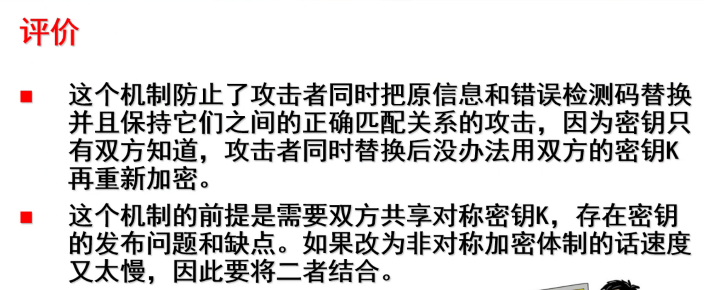 评价
这个机制防止了攻击者同时把原信息和错误检测码替换
并且保持它们之间的正确匹配关系的攻击，因为密钥只
有双方知道，攻击者同时替换后没办法用双方的密钥K
再重新加密。
这个机制的前提是需要双方共享对称密钥K，存在密钥
的发布问题和缺点。如果改为非对称加密体制的话速度
又太慢，因此要将二者结合。